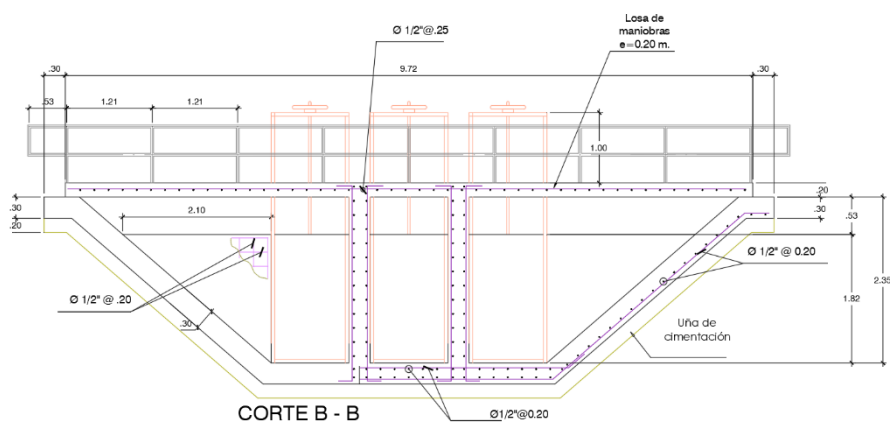 Ø 1/2"@.25
Losa de
maniobras
e=0.20 m.
.30
9.72
.30
.53
1.21
1.21
1.00
.20
.30
.20
2.10
.30
.53
Ø 1/2" @ 0.20
2.35
Ø 1/2" @ .20
1.82
.30
Uña de
cimentación
CORTE B - B
Ø1/2"@0.20